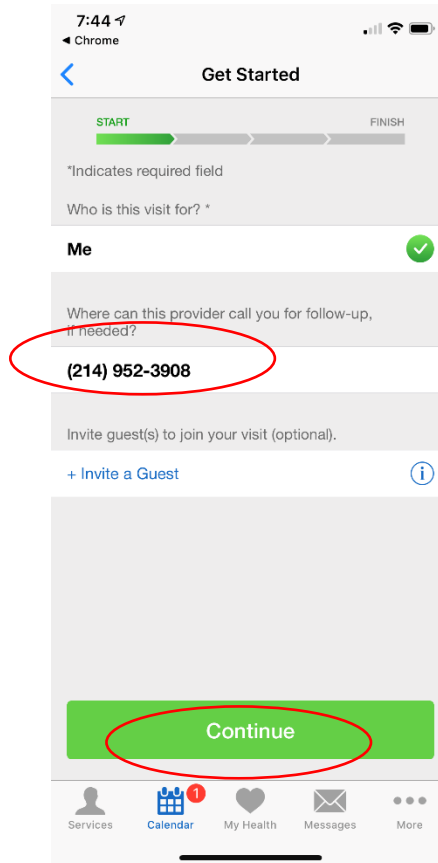 7:44
Chrome
Get Started
START FINISH
*Indicates required field
Who is this visit for? *
Me
Where can this provider call you for follow-up,
if needed?
(214) 952-3908
Invite guest(s) to join your visit (optional).
+ Invite a Guest
Continue
1
Services Calendar My Health Messages More